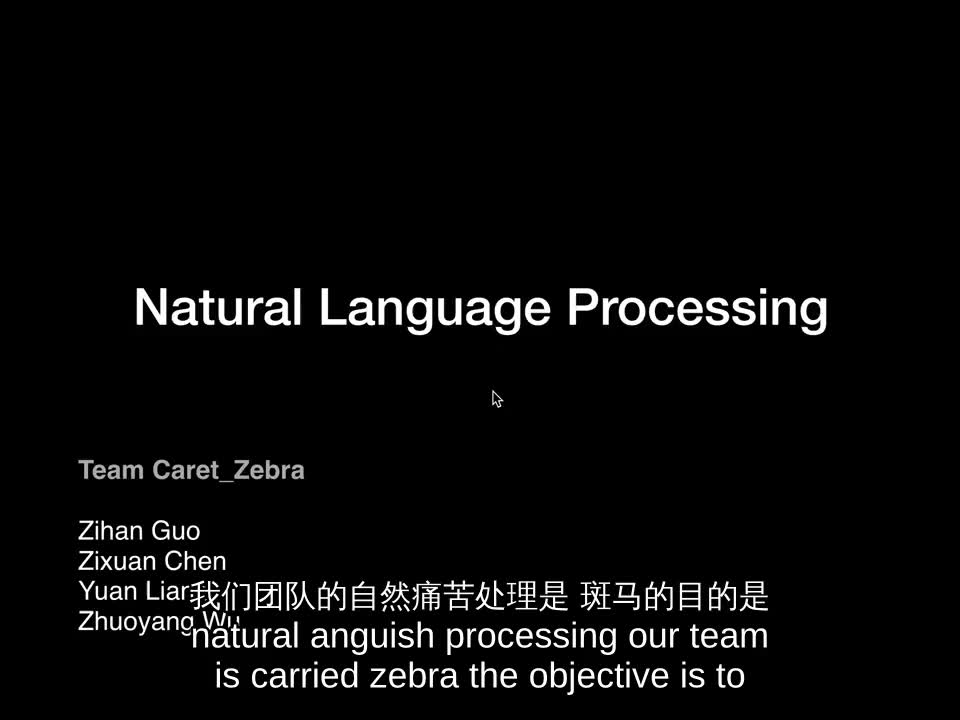 Natural Language Processing
Team Caret_Zebra
Zihan Guo
Zixuan Chen
Yuan
Zhuoyang Wu
我们团队的自然痛苦处理是 斑马的目的是
natural anguish processing our team
is carried zebra the objective is to